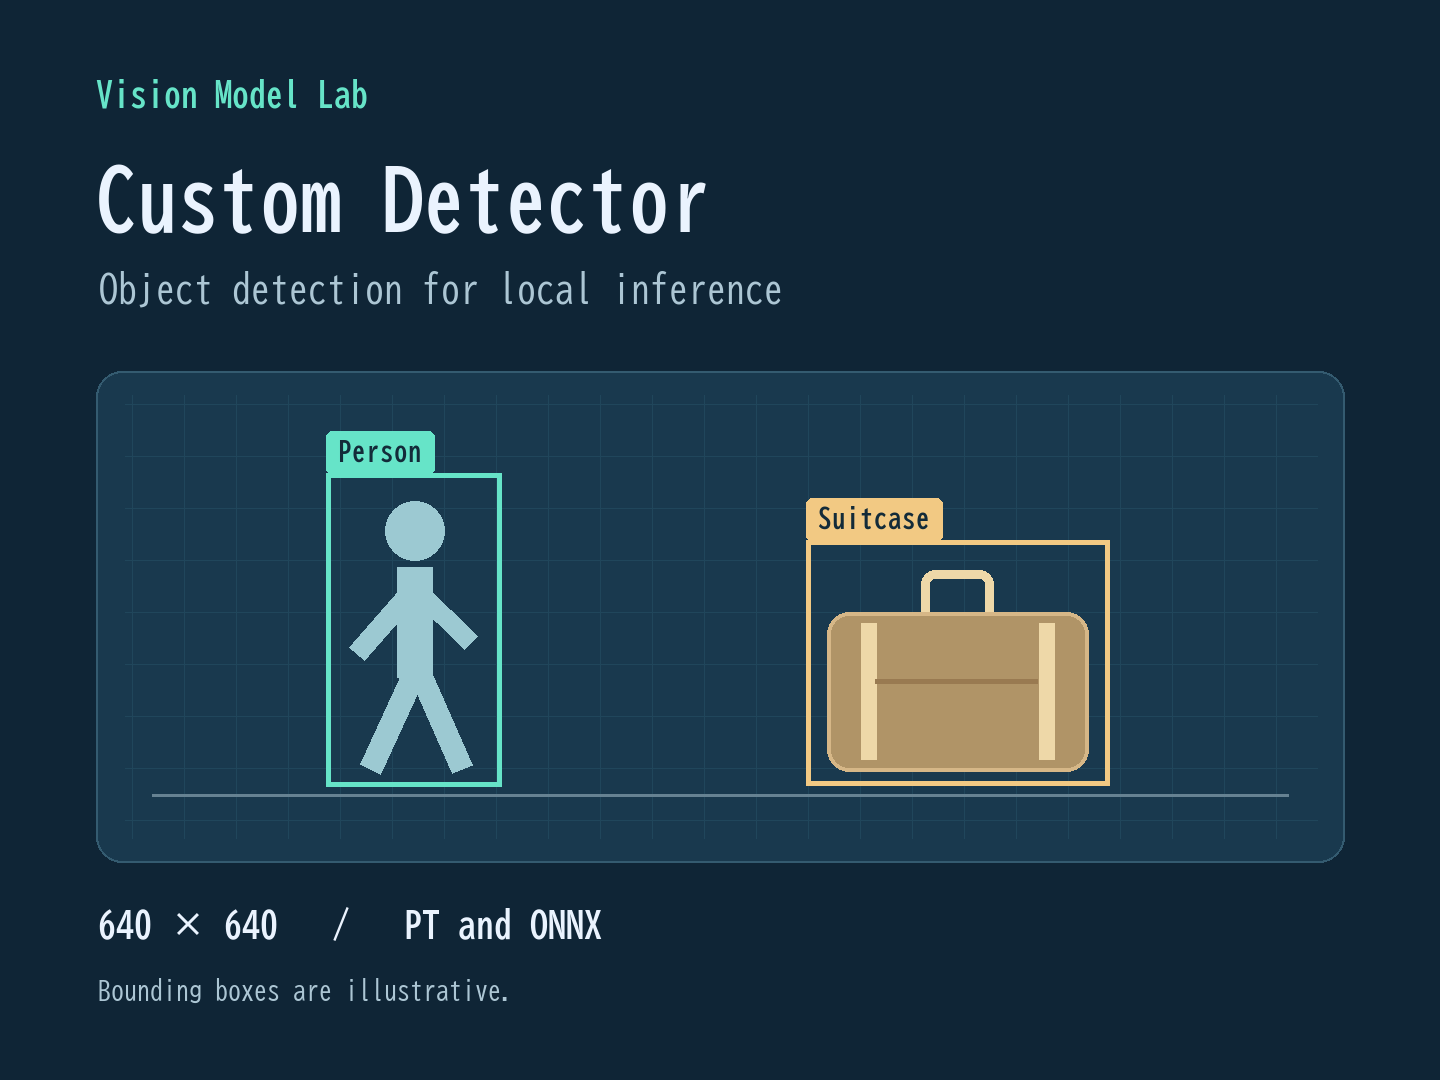 Vision Model Lab
Custom Detector
Object detection for local inference
Person
Suitcase
640 × 640 / PT and ONNX
Bounding boxes are illustrative.